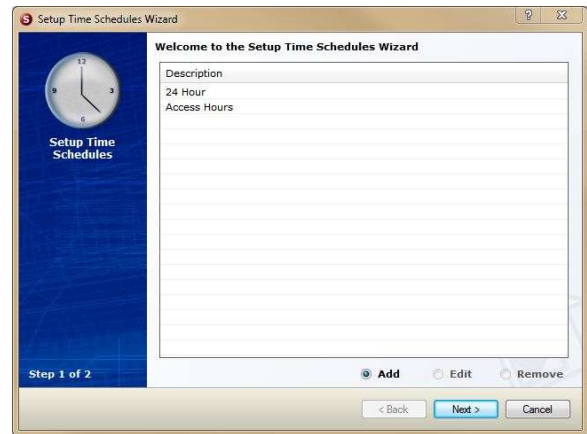 S Setup Time Schedules Wizard ?
Welcome to the Setup Time Schedules Wizard
12
9 3
6
Setup Time
Schedules
Description
24 Hour
Access Hours
Step 1 of 2
Add Edit Remove
< Back Next > Cancel